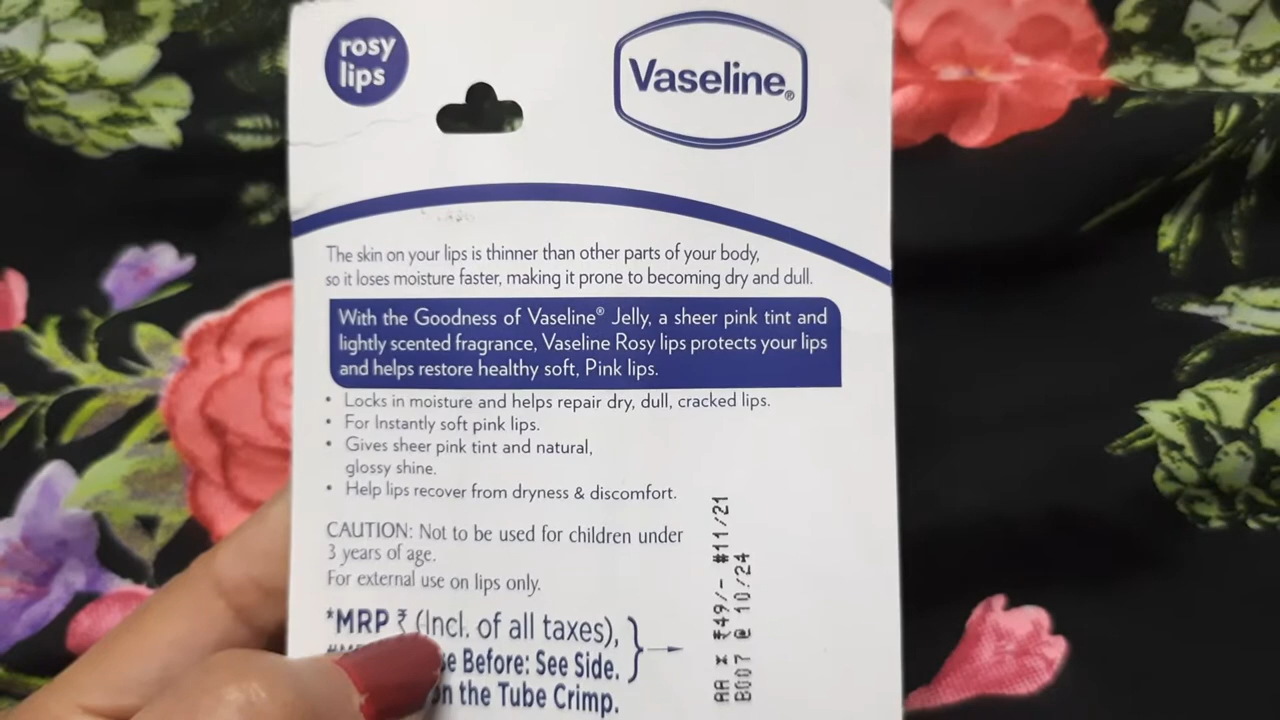 rosy
lips
Vaseline®
The skin on your lips is thinner than other parts of your body,
so it loses moisture faster, making it prone to becoming dry and dull.
With the Goodness of Vaseline® Jelly, a sheer pink tint and
lightly scented fragrance, Vaseline Rosy lips protects your lips
and helps restore healthy soft, Pink lips.
• Locks in moisture and helps repair dry, dull, cracked lips.
• For Instantly soft pink lips.
• Gives sheer pink tint and natural,
glossy shine.
• Help lips recover from dryness & discomfort.
CAUTION: Not to be used for children under
3 years of age.
For external use on lips only.
*MRP ₹ (Incl. of all taxes),
Before: See Side.
the Tube Crimp.
₹49/- #11/21
B007 @ 10/24